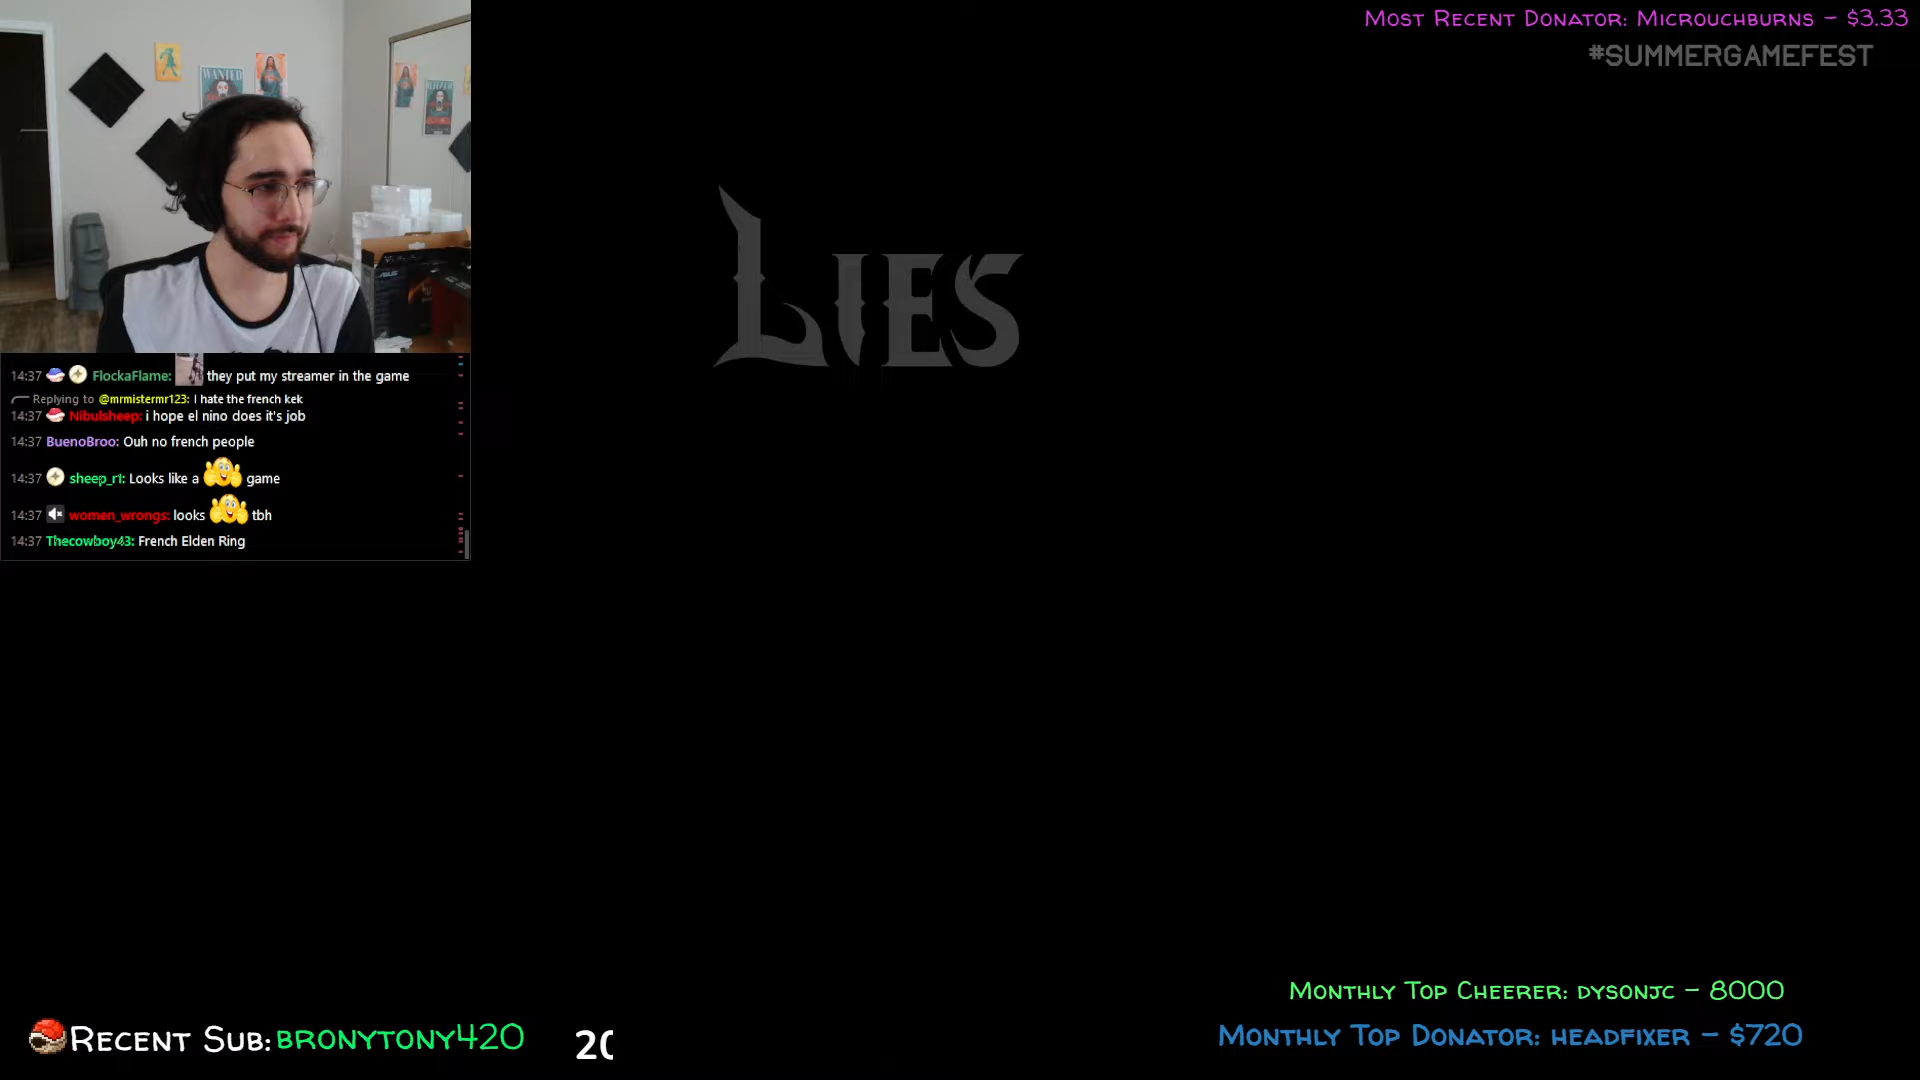 Most Recent Donator: Microuchburns - $3.33
#SUMMERGAMEFEST
WANTED
LIES
ASUS
14:37 FlockaFlame: they put my streamer in the game
Replying to @mrmistermr123: I hate the french kek
14:37 Nibulsheep: i hope el nino does it's job
14:37 BuenoBroo: Ouh no french people
14:37 sheep_r1: Looks like a game
14:37 women_wrongs: looks tbh
14:37 Thecowboy43: French Elden Ring
Monthly Top Cheerer: dysonjc - 8000
Recent Sub: bronytony420
20
Monthly Top Donator: headfixer - $720